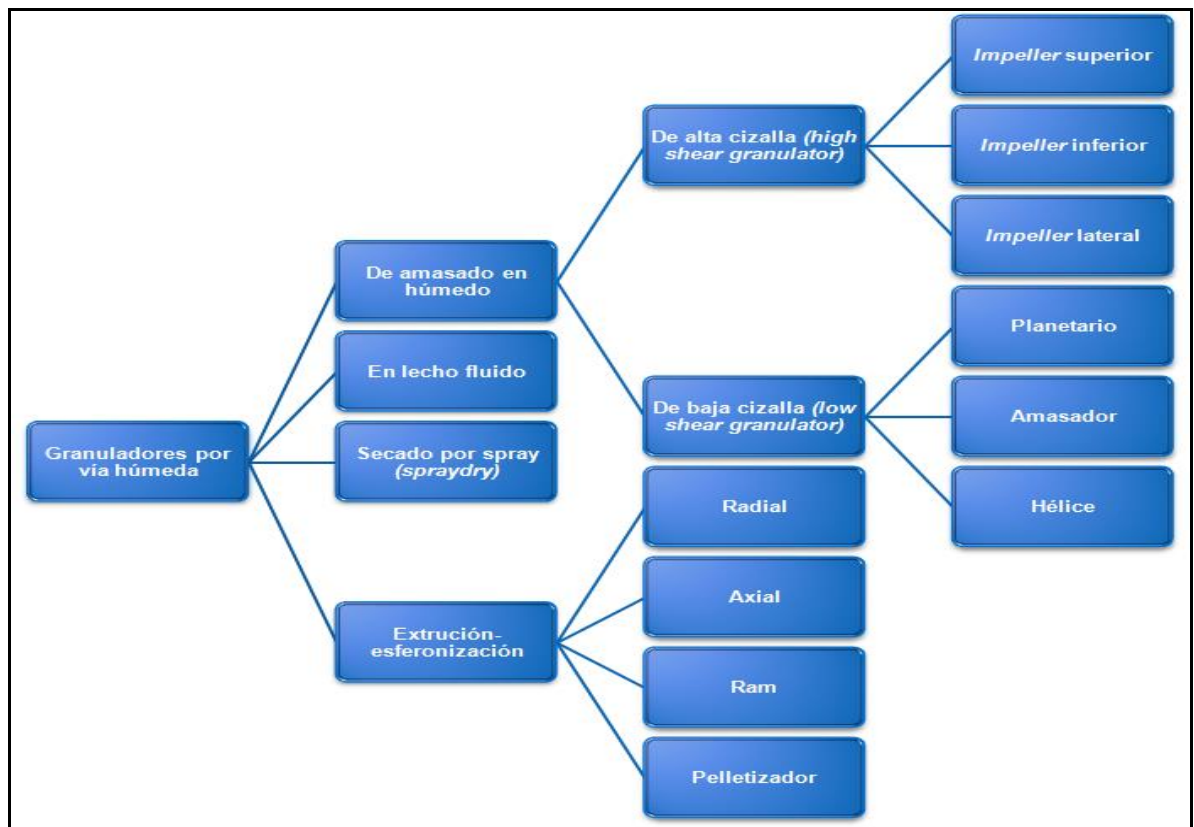 Granuladores por
vía húmeda
De amasado en
húmedo
De alta cizalla (high
shear granulator)
Impeller superior
Impeller inferior
Impeller lateral
De baja cizalla (low
shear granulator)
Planetario
Amasador
Hélice
En lecho fluido
Secado por spray
(spraydry)
Extrución-
esferonización
Radial
Axial
Ram
Pelletizador